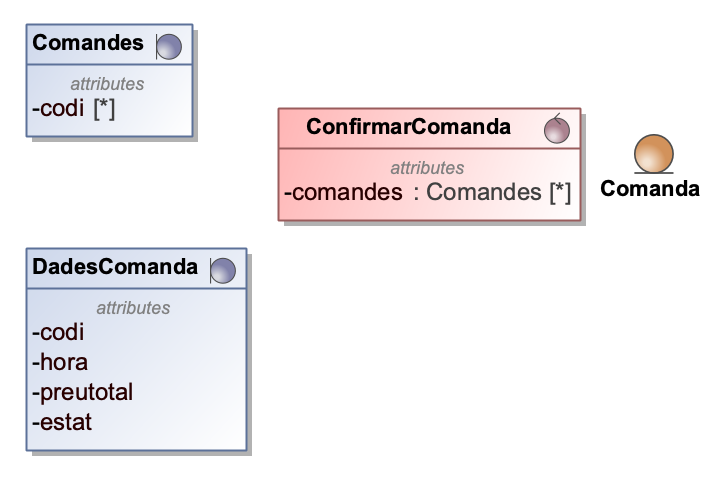 Comandes
attributes
-codi [*]
ConfirmarComanda
attributes
-comandes : Comandes [*]
Comanda
DadesComanda
attributes
-codi
-hora
-preutotal
-estat